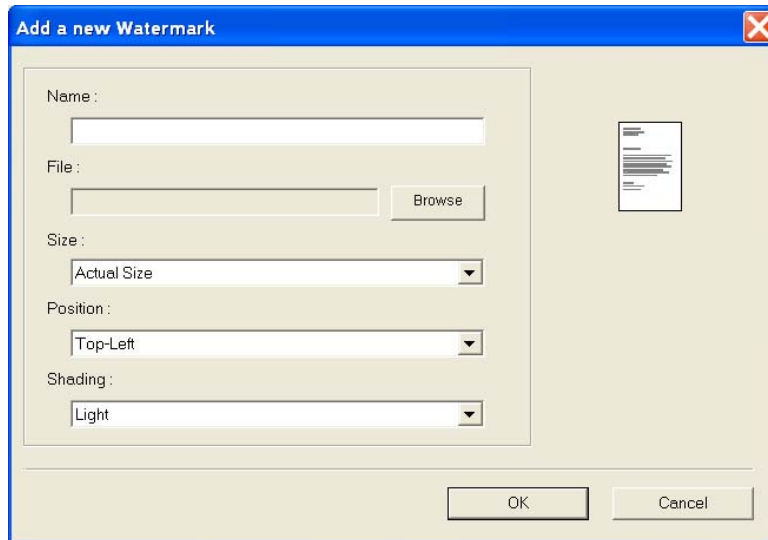 Add a new Watermark
Name :
File :
Browse
Size :
Actual Size
Position :
Top-Left
Shading :
Light
OK
Cancel